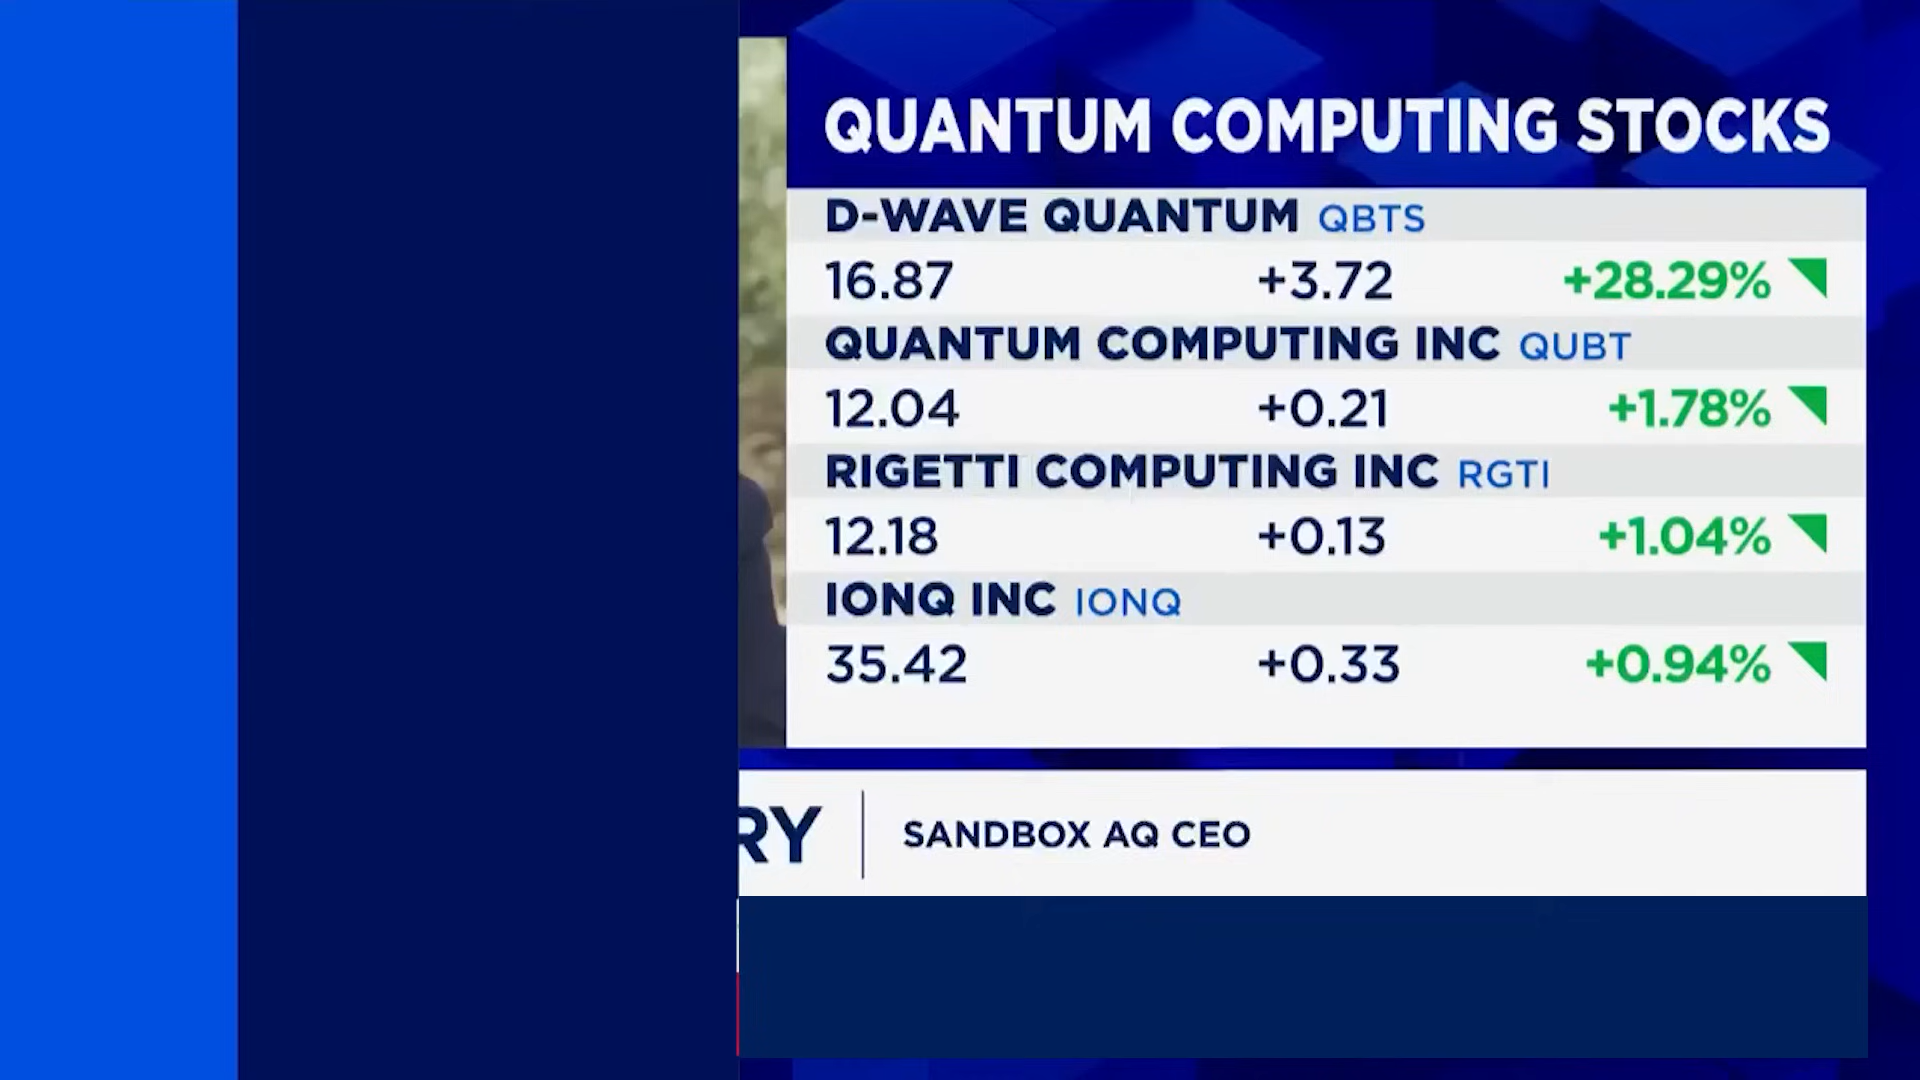 QUANTUM COMPUTING STOCKS
D-WAVE QUANTUM QBTS
16.87 +3.72 +28.29%
QUANTUM COMPUTING INC QUBT
12.04 +0.21 +1.78%
RIGETTI COMPUTING INC RGTI
12.18 +0.13 +1.04%
IONQ INC IONQ
35.42 +0.33 +0.94%
RY SANDBOX AQ CEO